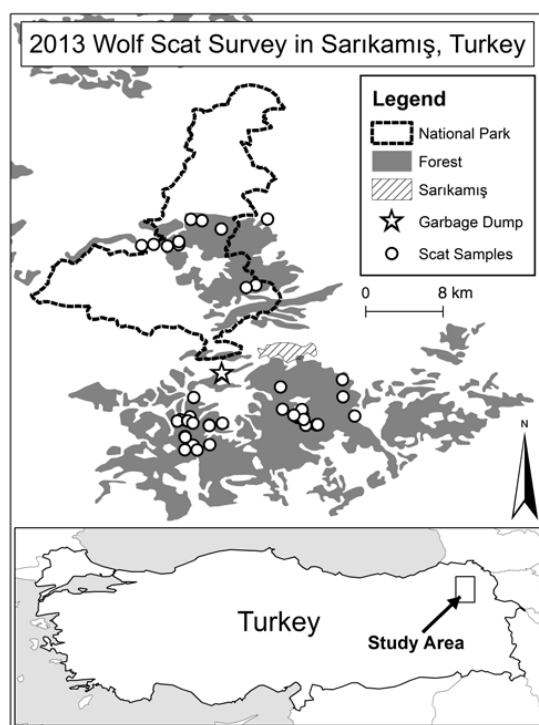 2013 Wolf Scat Survey in Sarıkamış, Turkey
Legend
National Park
Forest
Sarıkamış
Garbage Dump
Scat Samples
0 8 km
N
Turkey
Study Area